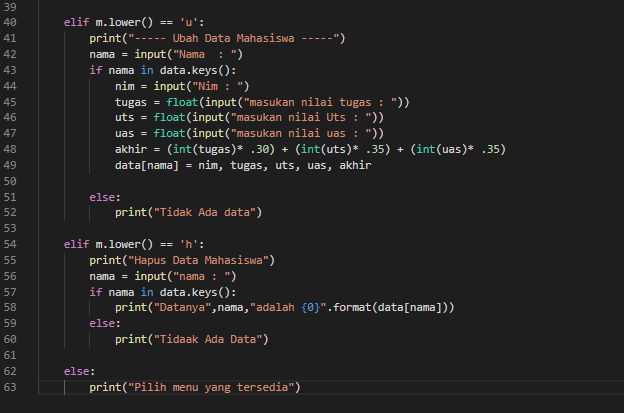 39
40 elif m.lower() == 'u':
41 print("----- Ubah Data Mahasiswa -----")
42 nama = input("Nama  : ")
43 if nama in data.keys():
44 nim = input("Nim : ")
45 tugas = float(input("masukan nilai tugas : "))
46 uts = float(input("masukan nilai Uts : "))
47 uas = float(input("masukan nilai uas : "))
48 akhir = (int(tugas)* .30) + (int(uts)* .35) + (int(uas)* .35)
49 data[nama] = nim, tugas, uts, uas, akhir
50
51 else:
52 print("Tidak Ada data")
53
54 elif m.lower() == 'h':
55 print("Hapus Data Mahasiswa")
56 nama = input("nama : ")
57 if nama in data.keys():
58 print("Datanya",nama,"adalah {0}".format(data[nama]))
59 else:
60 print("Tidaak Ada Data")
61
62 else:
63 print("Pilih menu yang tersedia")